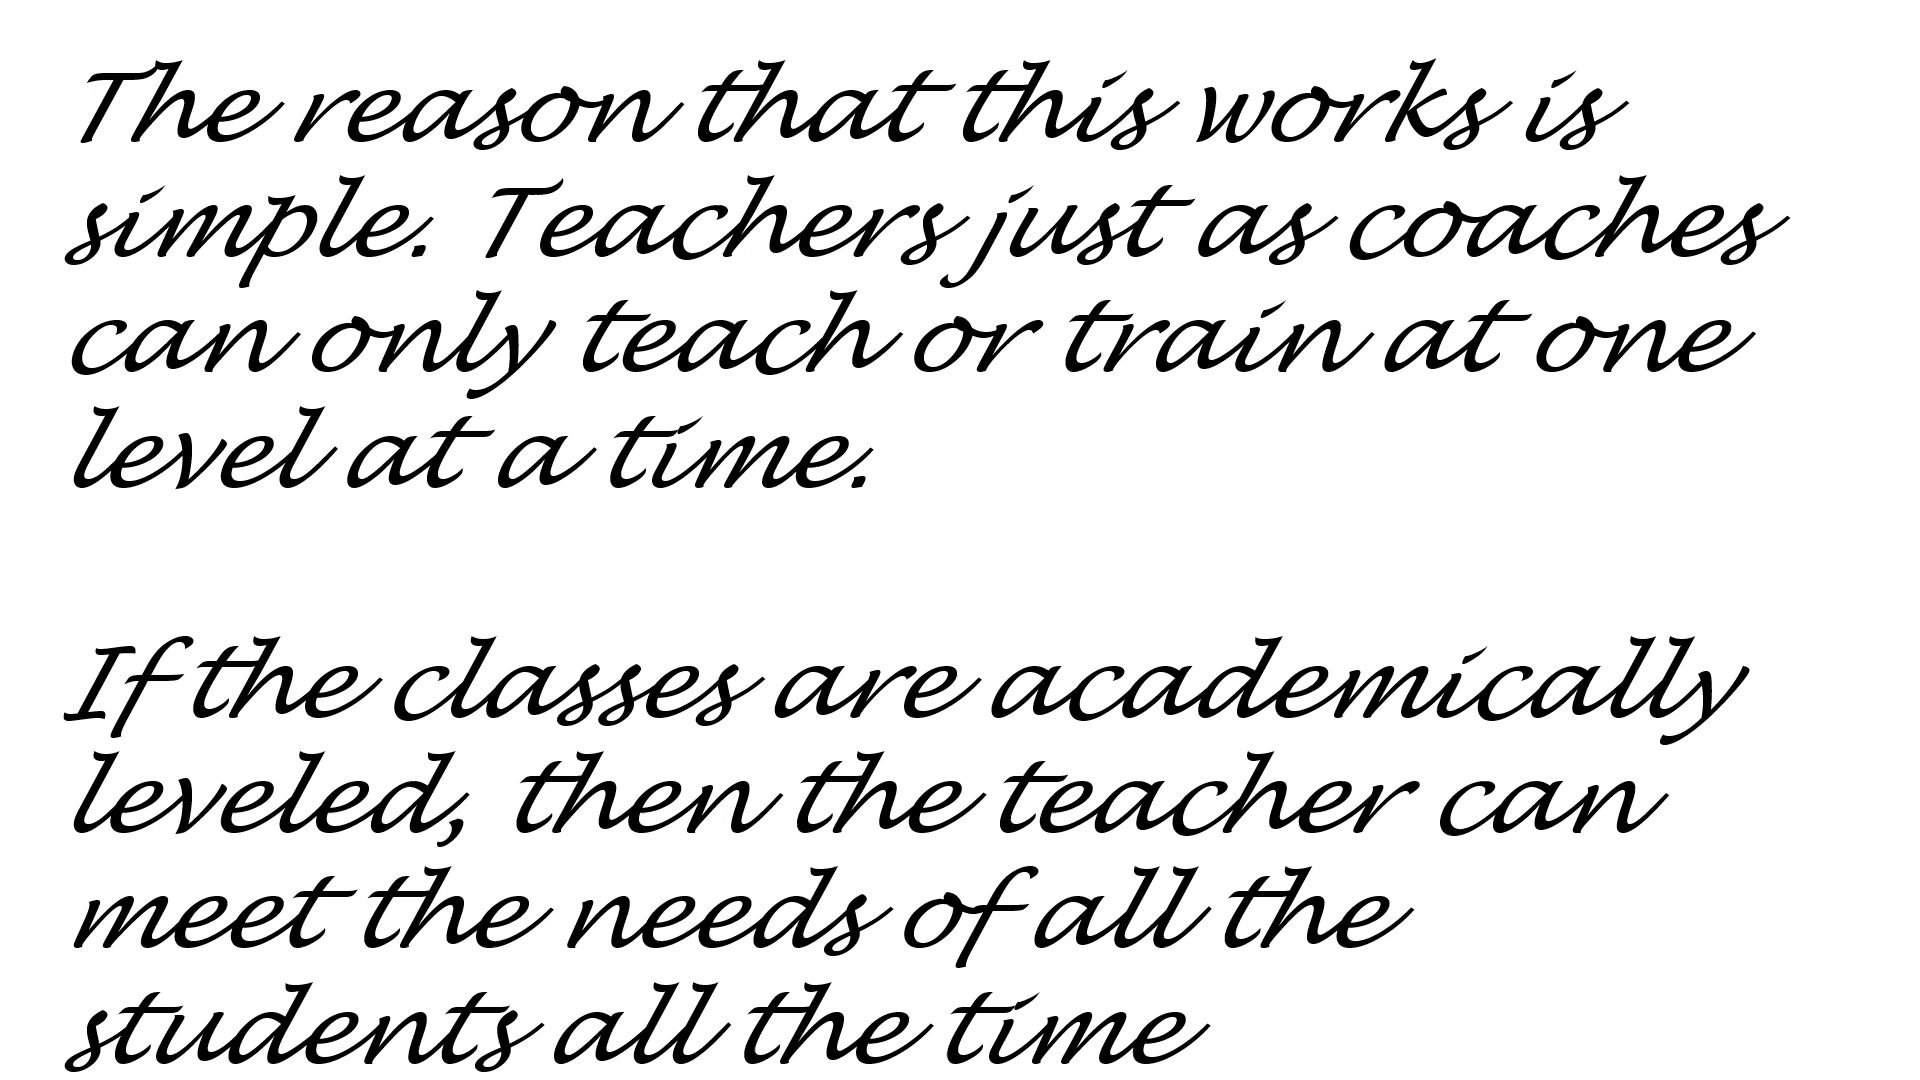 The reason that this works is
simple. Teachers just as coaches
can only teach or train at one
level at a time.
If the classes are academically
leveled, then the teacher can
meet the needs of all the
students all the time